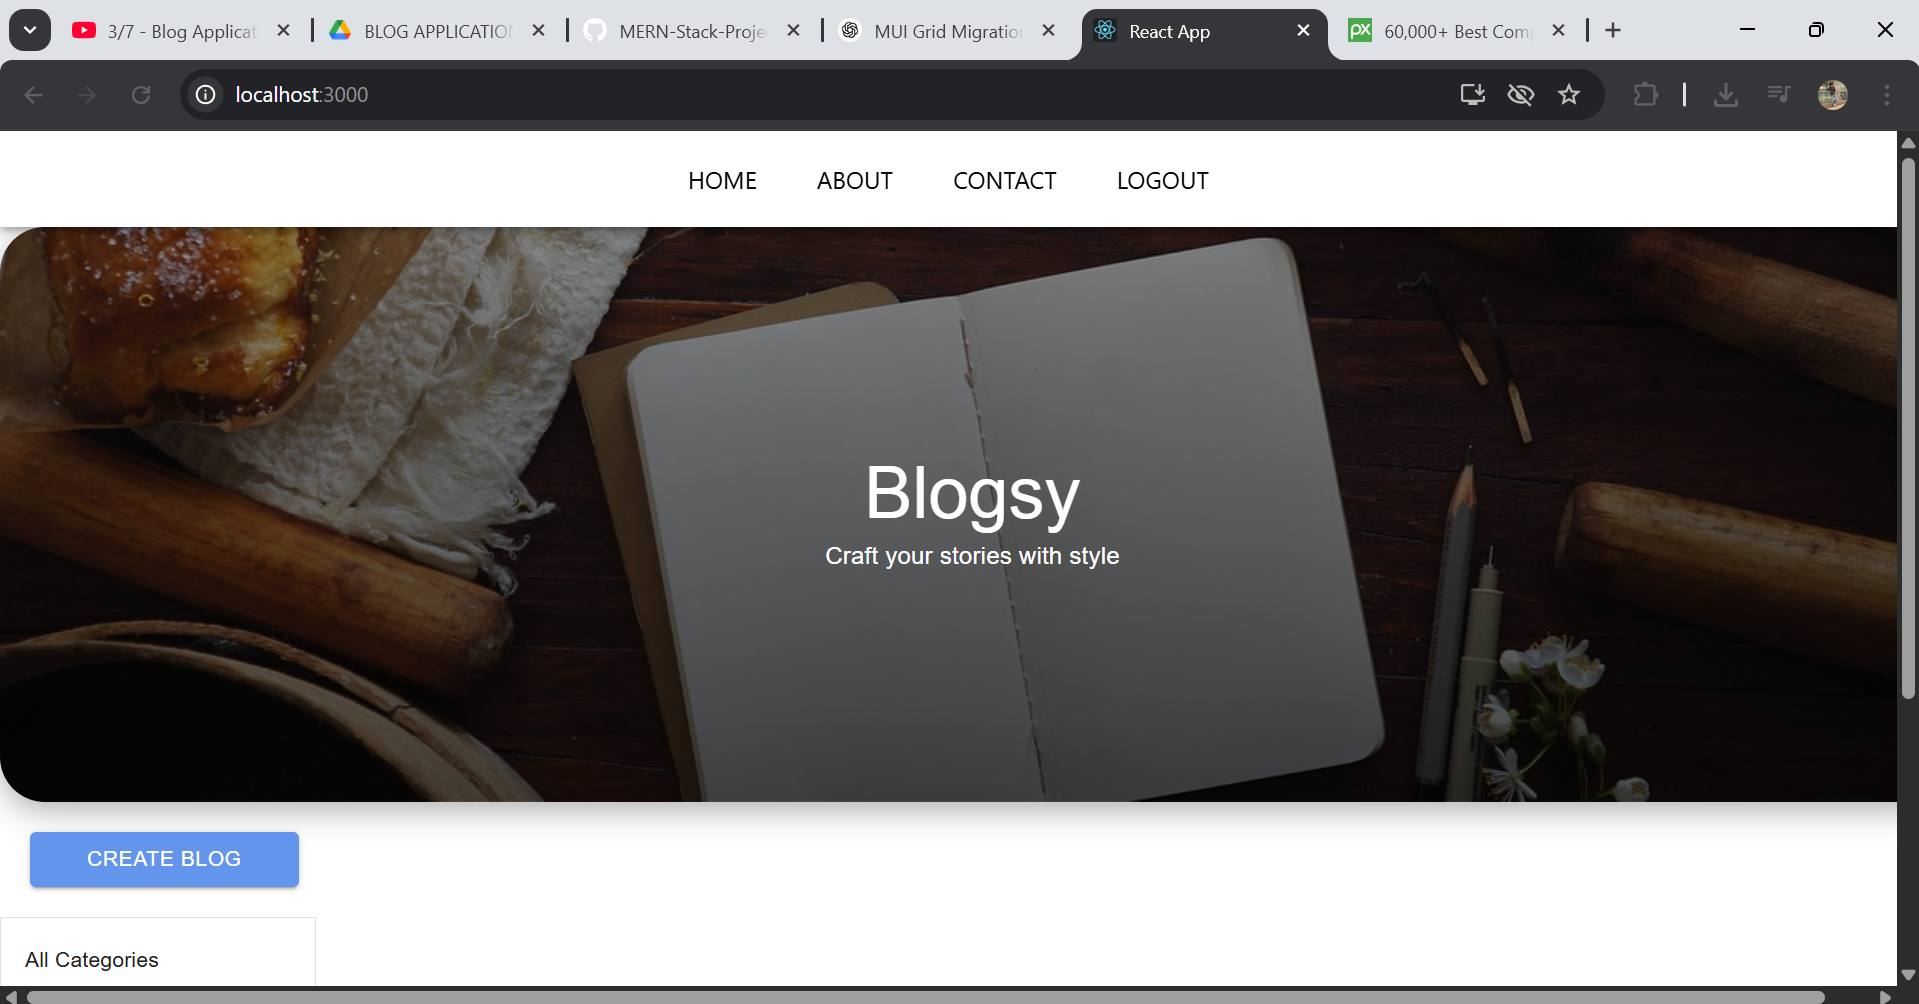 3/7 - Blog Applicat
BLOG APPLICATIO
MERN-Stack-Proje
MUI Grid Migratio
React App
px 60,000+ Best Com
localhost:3000
HOME ABOUT CONTACT LOGOUT
Blogsy
Craft your stories with style
CREATE BLOG
All Categories